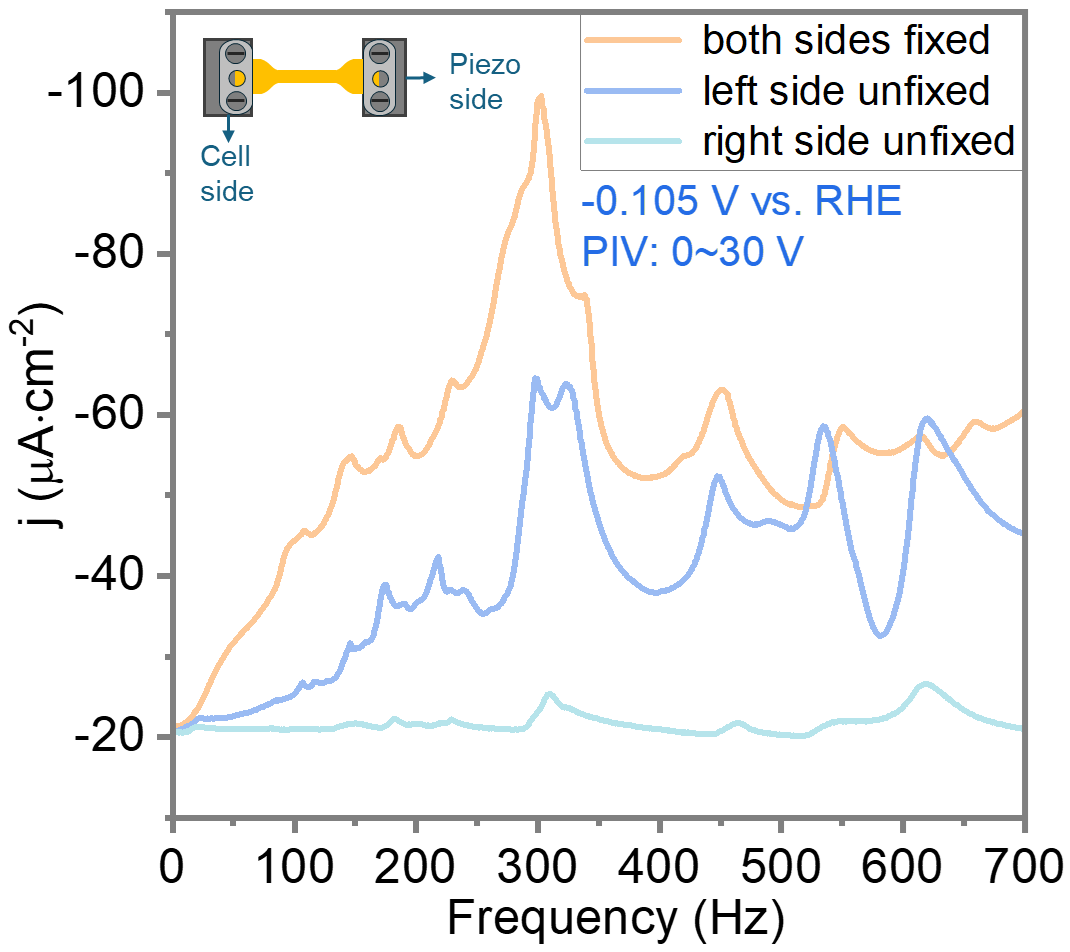 both sides fixed
left side unfixed
right side unfixed
-0.105 V vs. RHE
PIV: 0~30 V
Piezo
side
Cell
side
j (μA·cm⁻²)
-100
-80
-60
-40
-20
0 100 200 300 400 500 600 700
Frequency (Hz)